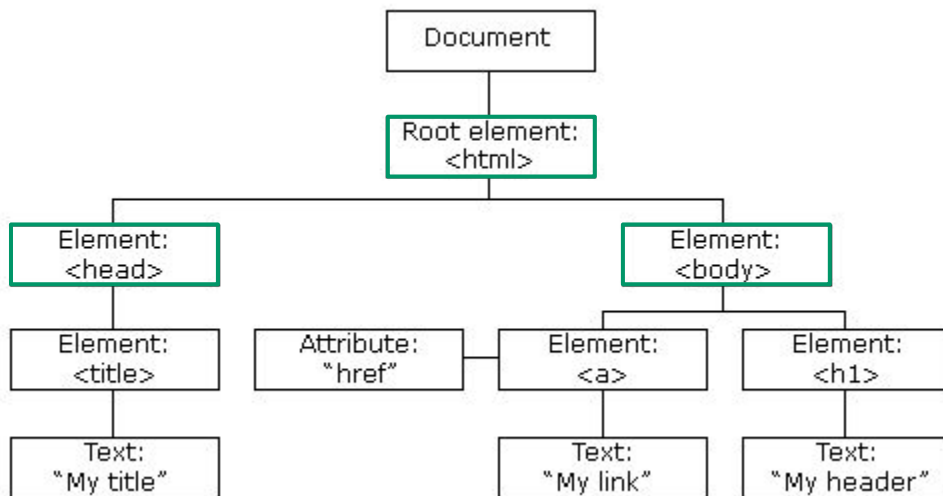 Document
Root element:
<html>
Element:
<head>
Element:
<body>
Element:
<title>
Attribute:
“href”
Element:
<a>
Element:
<h1>
Text:
“My title”
Text:
“My link”
Text:
“My header”